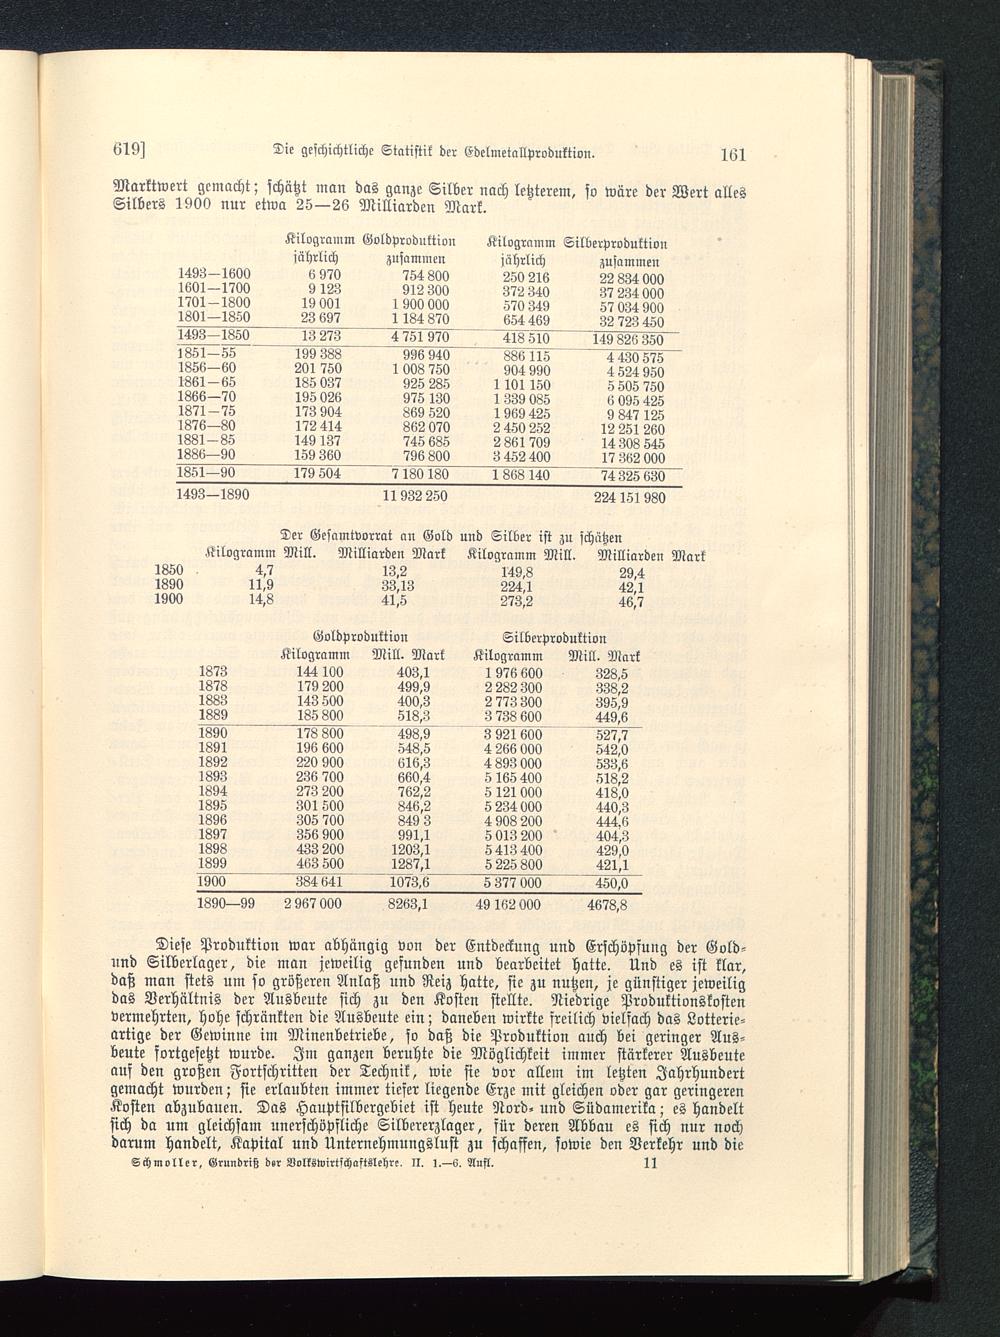 619] Die geschichtliche Statistik der Edelmetallproduktion. 161
Marktwert gemacht; schätzt man das ganze Silber nach letzterem, so wäre der Wert alles
Silbers 1900 nur etwa 25—26 Milliarden Mark.
Kilogramm Goldproduktion Kilogramm Silberproduktion
jährlich zusammen jährlich zusammen
1493—1600 6 970 754 800 250 216 22 834 000
1601—1700 9 123 912 300 372 340 37 234 000
1701—1800 19 001 1 900 000 570 349 57 034 900
1801—1850 23 697 1 184 870 654 469 32 723 450
1493—1850 13 273 4 751 970 418 510 149 826 350
1851—55 199 388 996 940 886 115 4 430 575
1856—60 201 750 1 008 750 904 990 4 524 950
1861—65 185 037 925 285 1 101 150 5 505 750
1866—70 195 026 975 130 1 339 085 6 095 425
1871—75 173 904 869 520 1 969 425 9 847 125
1876—80 172 414 862 070 2 450 252 12 251 260
1881—85 149 137 745 685 2 861 709 14 308 545
1886—90 159 360 796 800 3 452 400 17 362 000
1851—90 179 504 7 180 180 1 868 140 74 325 630
1493—1890 11 932 250 224 151 980
Der Gesamtvorrat an Gold und Silber ist zu schätzen
Kilogramm Mill. Milliarden Mark Kilogramm Mill. Milliarden Mark
1850 4,7 13,2 149,8 29,4
1890 11,9 33,13 224,1 42,1
1900 14,8 41,5 273,2 46,7
Goldproduktion Silberproduktion
Kilogramm Mill. Mark Kilogramm Mill. Mark
1873 144 100 403,1 1 976 600 328,5
1878 179 200 499,9 2 282 300 338,2
1883 143 500 400,3 2 773 300 395,9
1889 185 800 518,3 3 738 600 449,6
1890 178 800 498,9 3 921 600 527,7
1891 196 600 548,5 4 266 000 542,0
1892 220 900 616,3 4 893 000 533,6
1893 236 700 660,4 5 165 400 518,2
1894 273 200 762,2 5 121 000 418,0
1895 301 500 846,2 5 234 000 440,3
1896 305 700 849 3 4 908 200 444,6
1897 356 900 991,1 5 013 200 404,3
1898 433 200 1203,1 5 413 400 429,0
1899 463 500 1287,1 5 225 800 421,1
1900 384 641 1073,6 5 377 000 450,0
1890—99 2 967 000 8263,1 49 162 000 4678,8
Diese Produktion war abhängig von der Entdeckung und Erschöpfung der Gold-
und Silberlager, die man jeweilig gefunden und bearbeitet hatte. Und es ist klar,
daß man stets um so größeren Anlaß und Reiz hatte, sie zu nutzen, je günstiger jeweilig
das Verhältnis der Ausbeute sich zu den Kosten stellte. Niedrige Produktionskosten
vermehrten, hohe schränkten die Ausbeute ein; daneben wirkte freilich vielfach das Lotterie-
artige der Gewinne im Minenbetriebe, so daß die Produktion auch bei geringer Aus-
beute fortgesetzt wurde. Im ganzen beruhte die Möglichkeit immer stärkerer Ausbeute
auf den großen Fortschritten der Technik, wie sie vor allem im letzten Jahrhundert
gemacht wurden; sie erlaubten immer tiefer liegende Erze mit gleichen oder gar geringeren
Kosten abzubauen. Das Hauptsilbergebiet ist heute Nord- und Südamerika; es handelt
sich da um gleichsam unerschöpfliche Silbererzlager, für deren Abbau es sich nur noch
darum handelt, Kapital und Unternehmungslust zu schaffen, sowie den Verkehr und die
Schmoller, Grundriß der Volkswirtschaftslehre. II. 1.—6. Aufl. 11